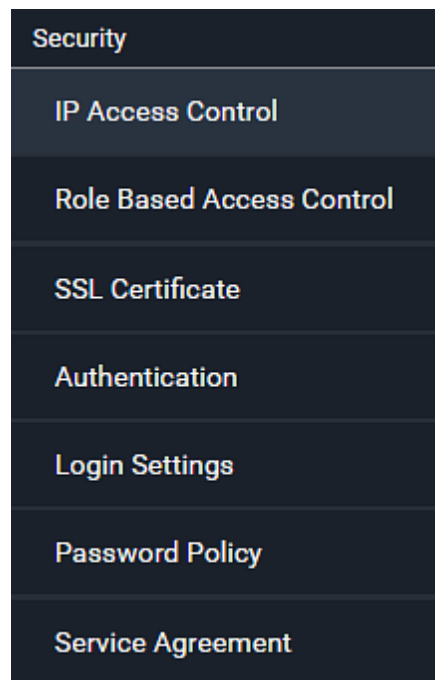 Security
IP Access Control
Role Based Access Control
SSL Certificate
Authentication
Login Settings
Password Policy
Service Agreement